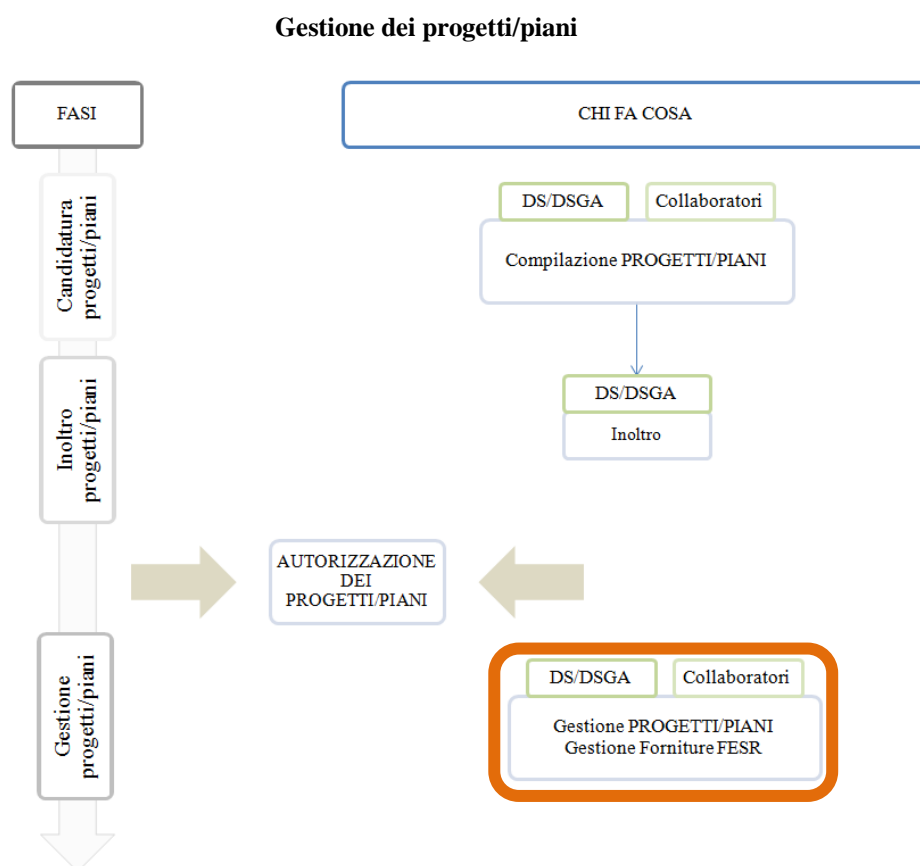 Gestione dei progetti/piani
FASI
CHI FA COSA
Candidatura
progetti/piani
DS/DSGA
Collaboratori
Compilazione PROGETTI/PIANI
Inoltro
progetti/piani
DS/DSGA
Inoltro
AUTORIZZAZIONE
DEI
PROGETTI/PIANI
Gestione
progetti/piani
DS/DSGA
Collaboratori
Gestione PROGETTI/PIANI
Gestione Forniture FESR